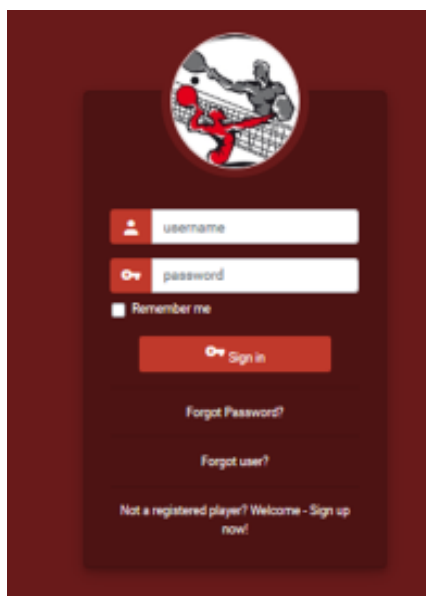 username
password
Remember me
Sign in
Forgot Password?
Forgot user?
Not a registered player? Welcome - Sign up
now!